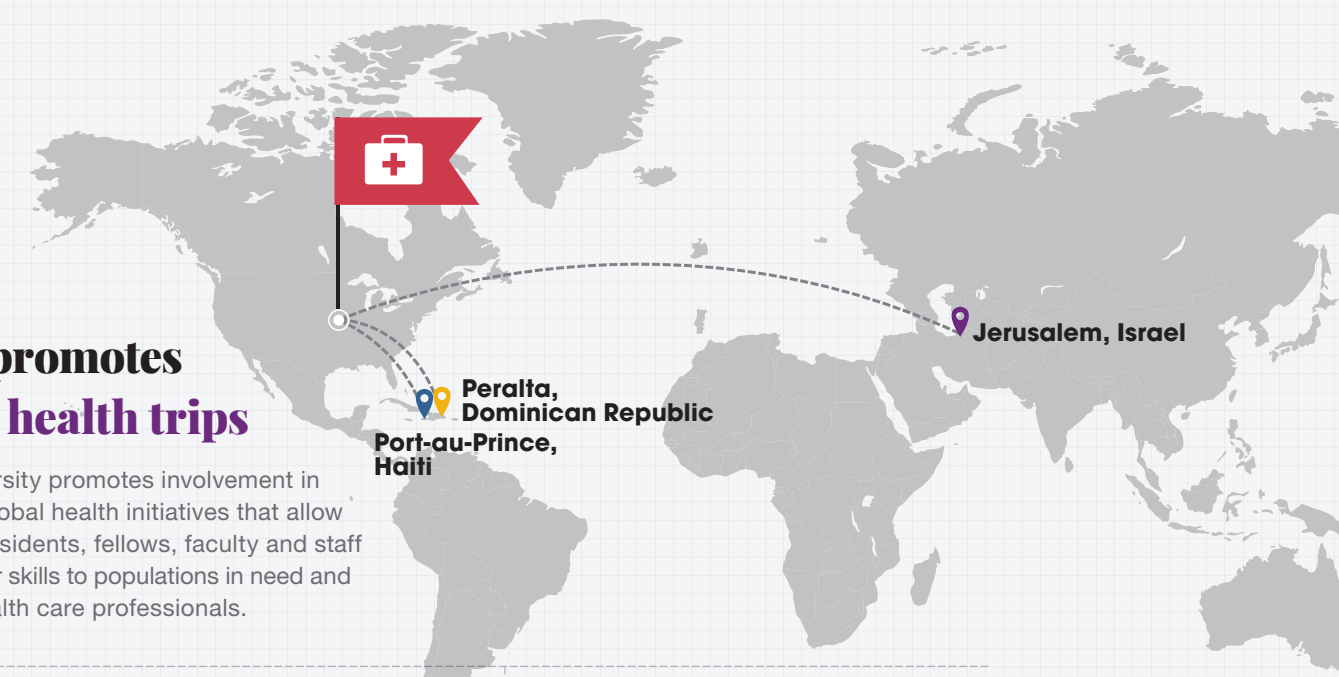 promotes
health trips
rsity promotes involvement in
obal health initiatives that allow
sidents, fellows, faculty and staff
r skills to populations in need and
alth care professionals.
Peralta,
Dominican Republic
Port-au-Prince,
Haiti
Jerusalem, Israel